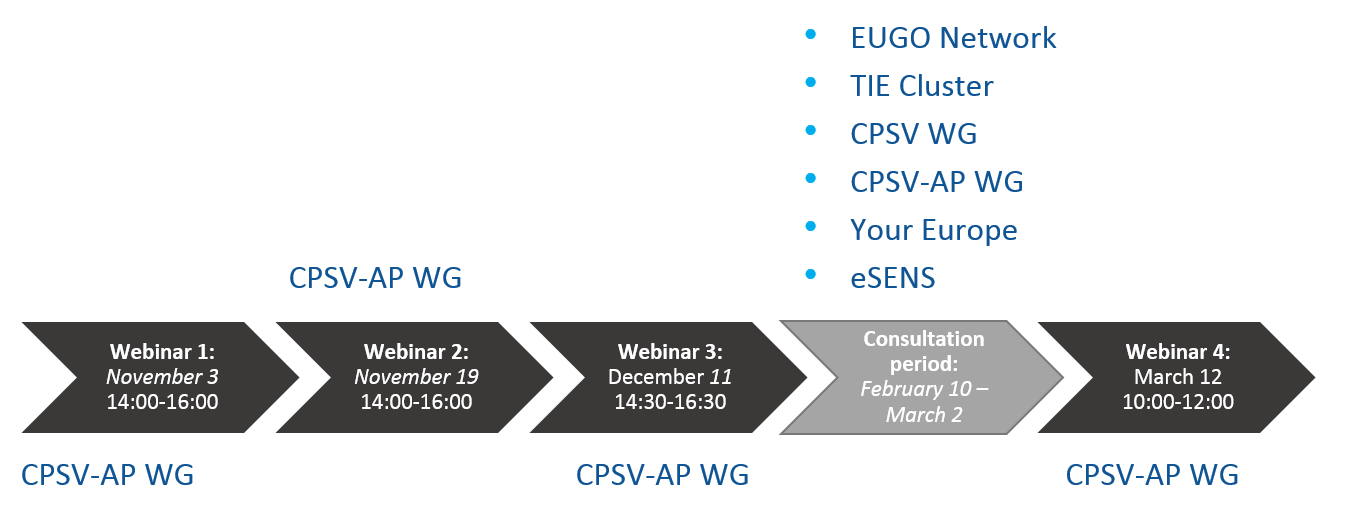 • EUGO Network
• TIE Cluster
• CPSV WG
• CPSV-AP WG
• Your Europe
• eSENS
CPSV-AP WG
Webinar 1:
November 3
14:00-16:00
Webinar 2:
November 19
14:00-16:00
Webinar 3:
December 11
14:30-16:30
Consultation
period:
February 10 –
March 2
Webinar 4:
March 12
10:00-12:00
CPSV-AP WG
CPSV-AP WG
CPSV-AP WG